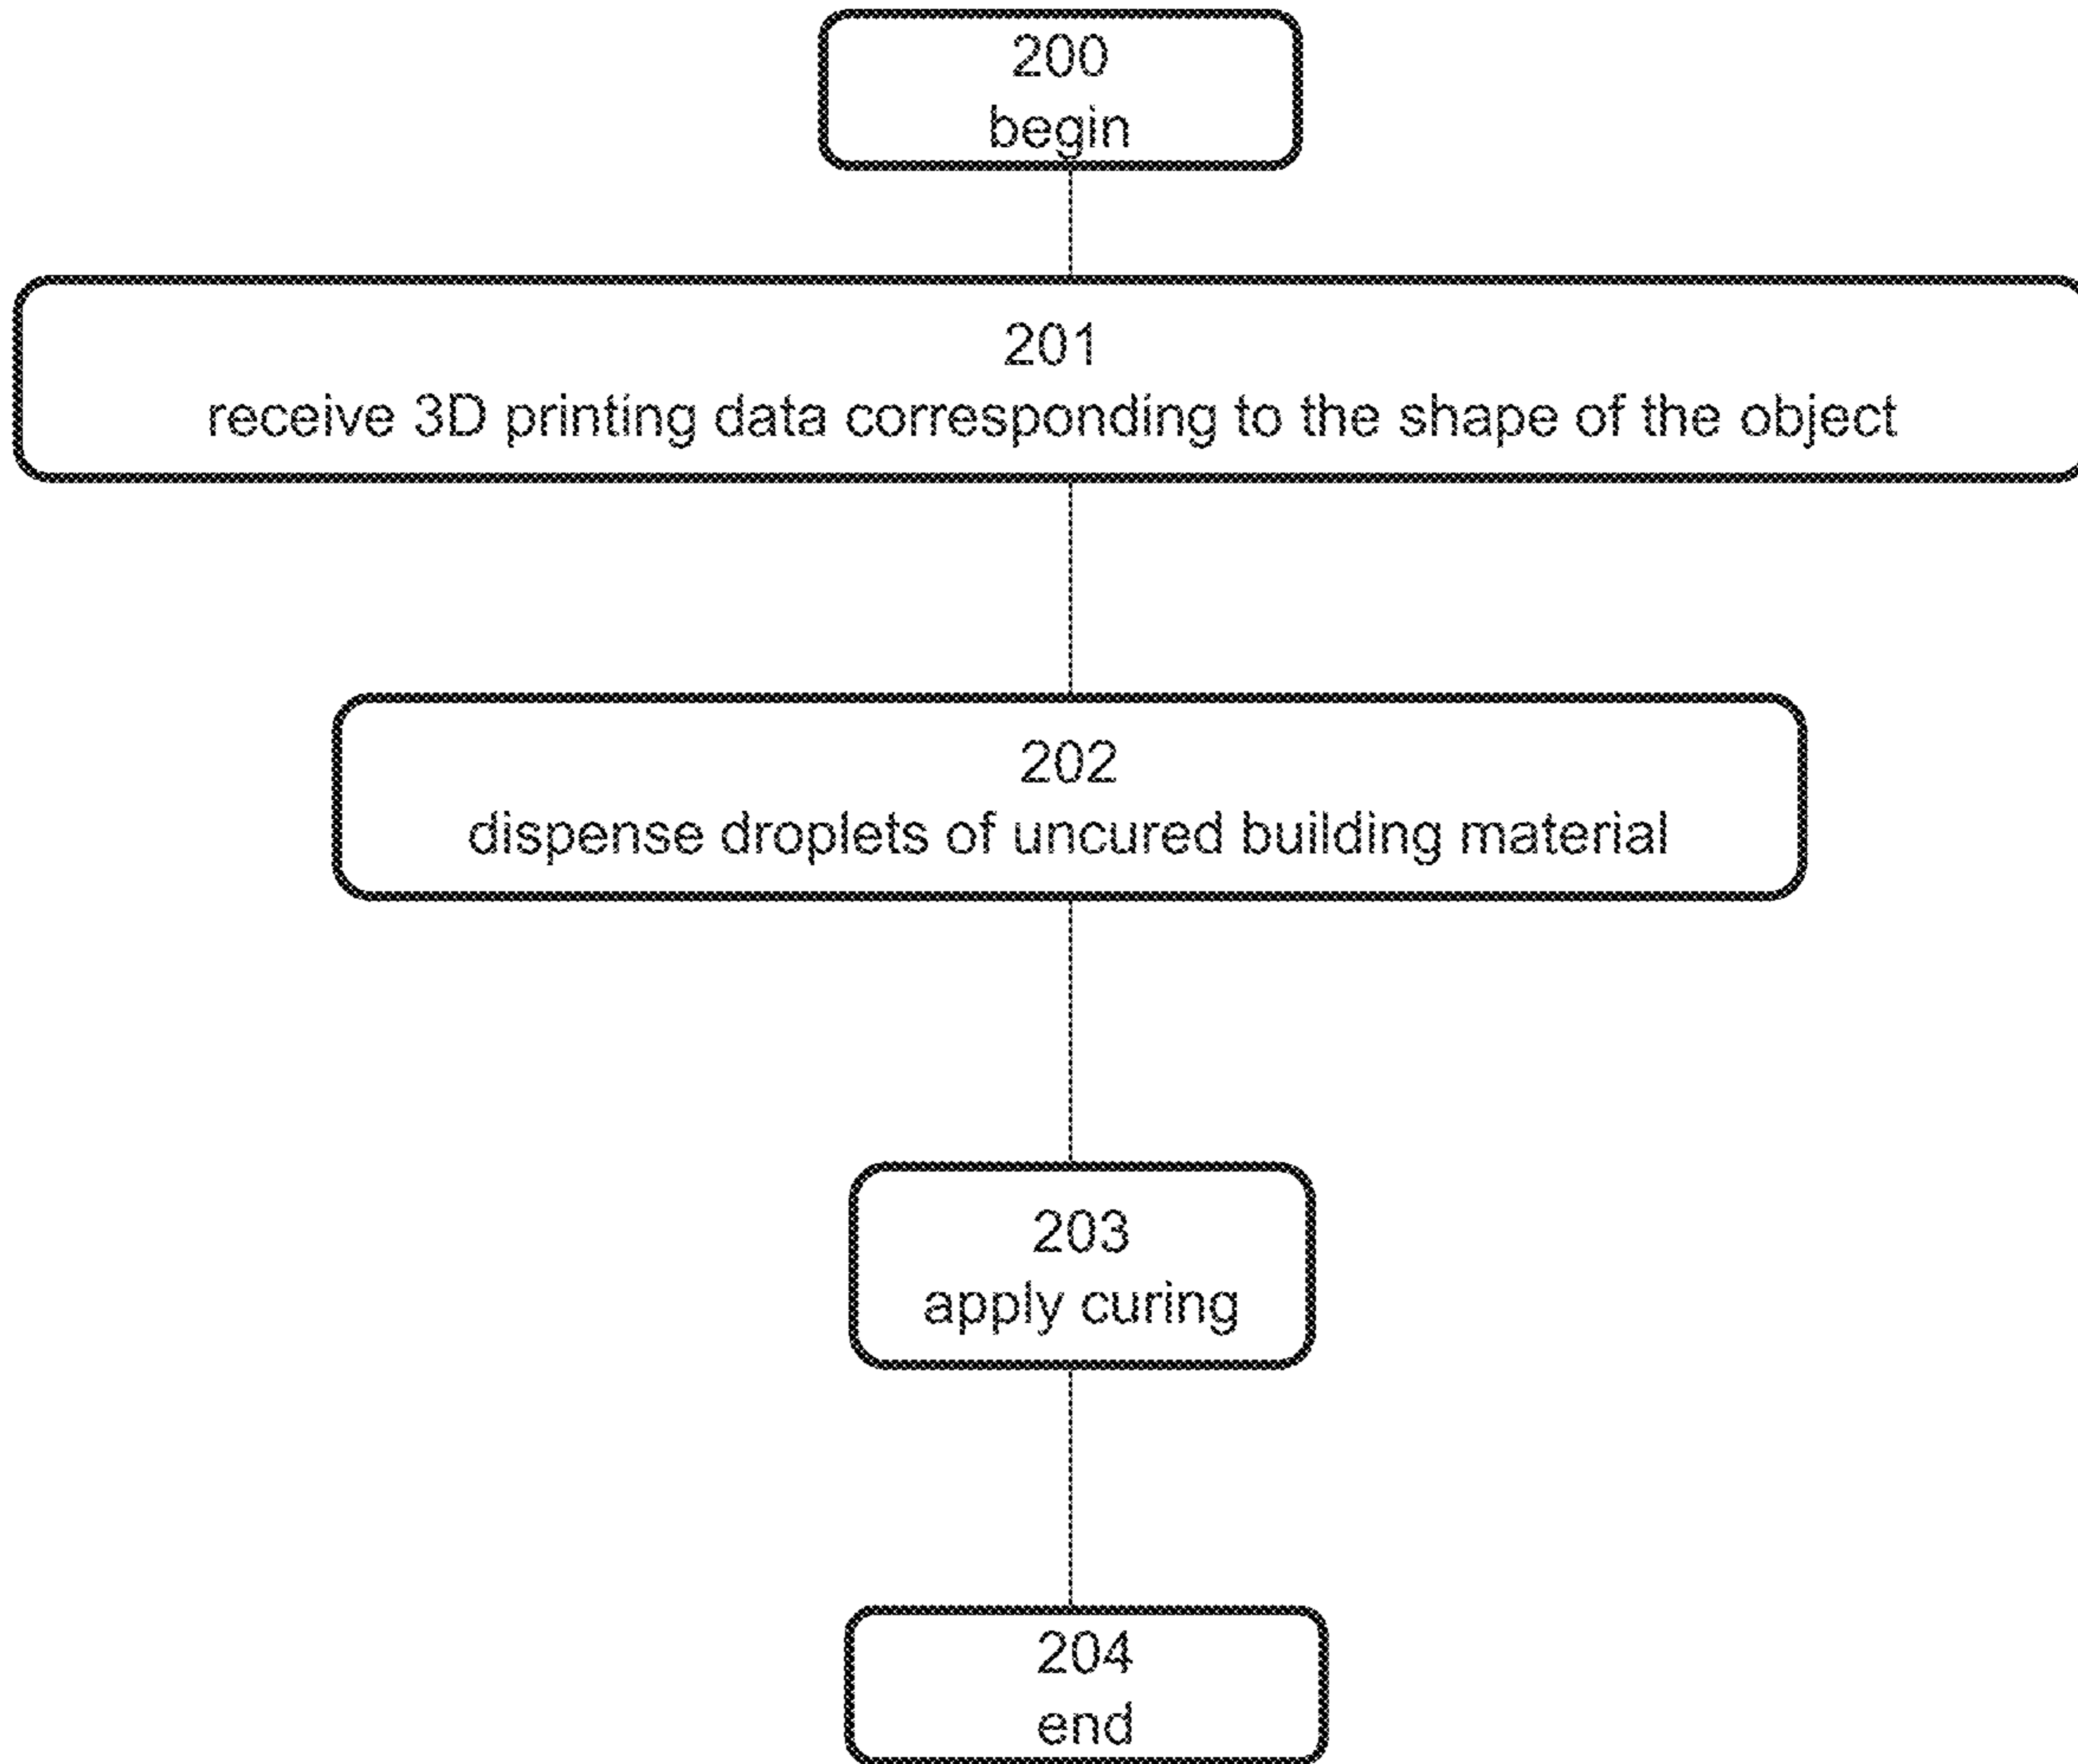 200
begin
201
receive 3D printing data corresponding to the shape of the object
202
dispense droplets of uncured building material
203
apply curing
204
end